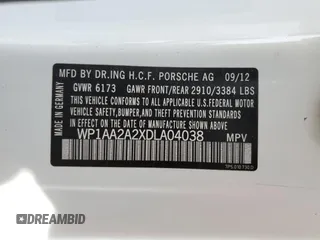 MFD BY DR.ING H.C.F. PORSCHE AG 09/12
GVWR 6173 GAWR FRONT/REAR 2910/3384 LBS
THIS VEHICLE CONFORMS TO ALL APPLICABLE
U.S. FEDERAL MOTOR VEHICLE SAFETY,
BUMPER, AND THEFT PREVENTION STANDARDS
IN EFFECT ON THE DATE OF MANUFACTURE
SHOWN ABOVE.
MADE IN GERMANY
WP1AA2A2XDLA04038 MPV
DREAMBID